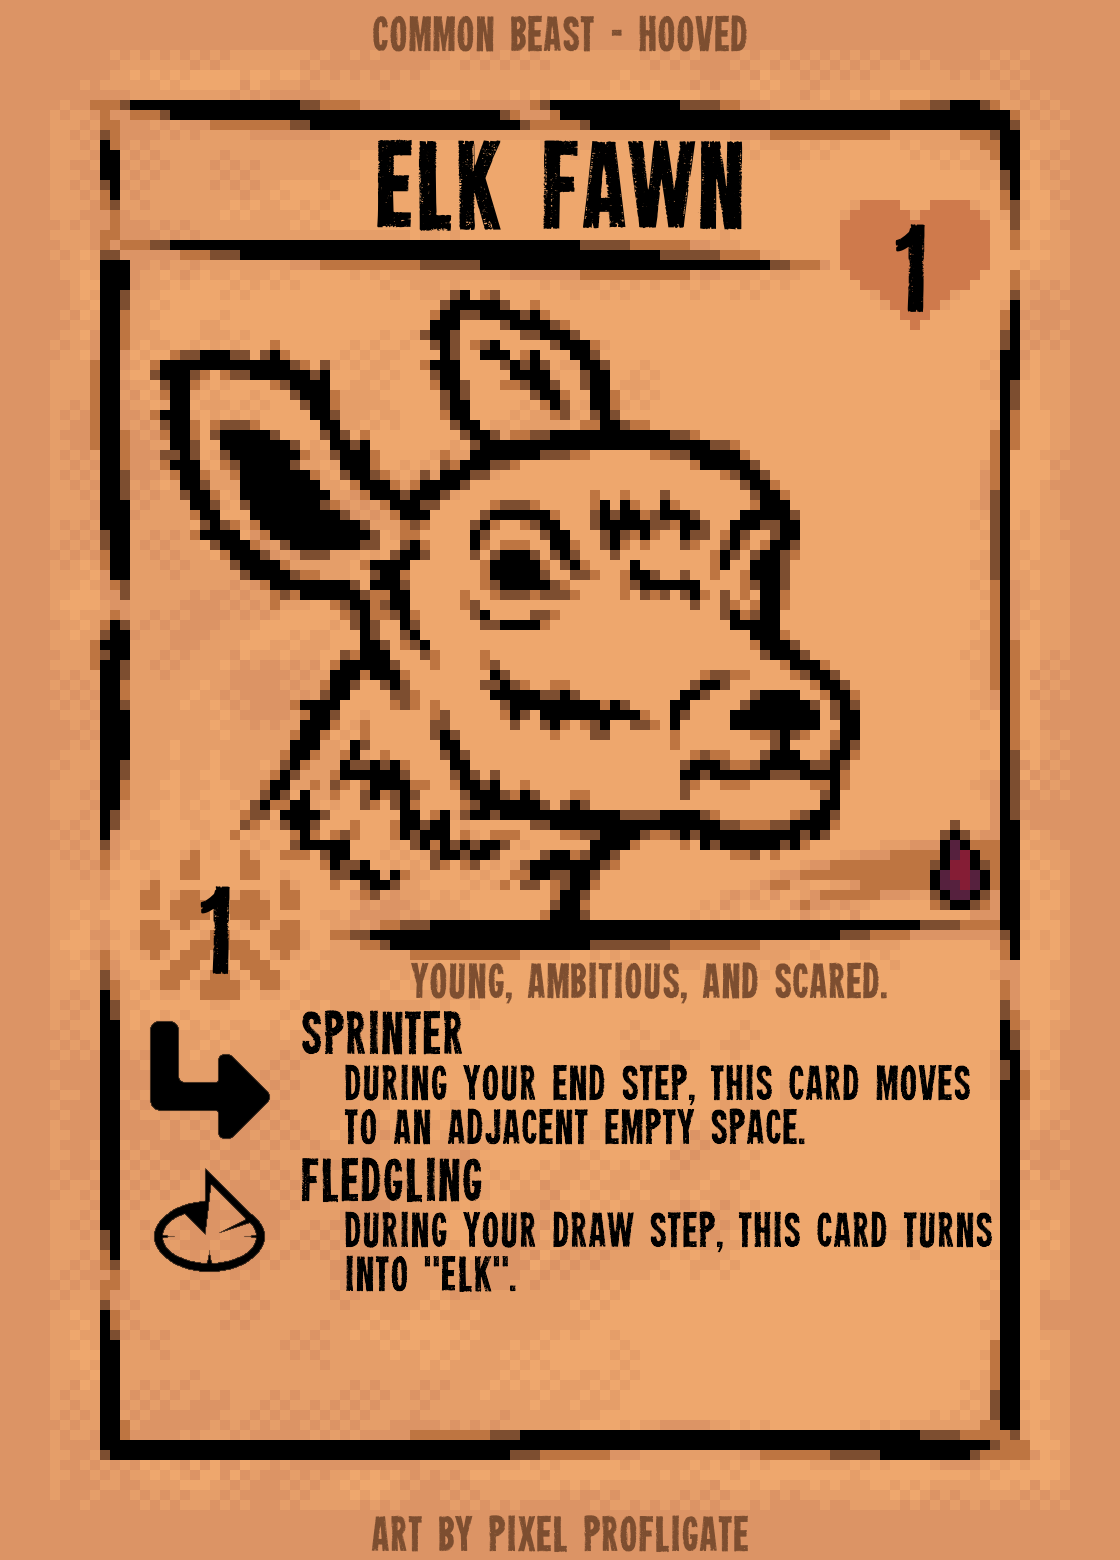 COMMON BEAST - HOOVED
ELK FAWN
1
1
YOUNG, AMBITIOUS, AND SCARED.
SPRINTER
DURING YOUR END STEP, THIS CARD MOVES
TO AN ADJACENT EMPTY SPACE.
FLEDGLING
DURING YOUR DRAW STEP, THIS CARD TURNS
INTO "ELK".
ART BY PIXEL PROFLIGATE